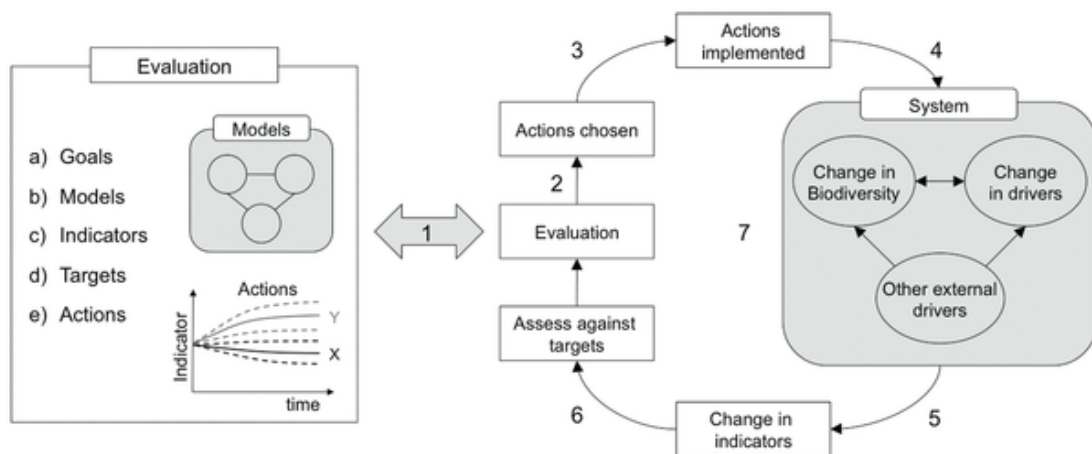 Evaluation
a) Goals
b) Models
c) Indicators
d) Targets
e) Actions
Models
Actions
Indicator
Y
X
time
1
2
3
4
5
6
7
Actions
implemented
Actions chosen
Evaluation
Assess against
targets
Change in
indicators
System
Change in
Biodiversity
Change
in drivers
Other external
drivers